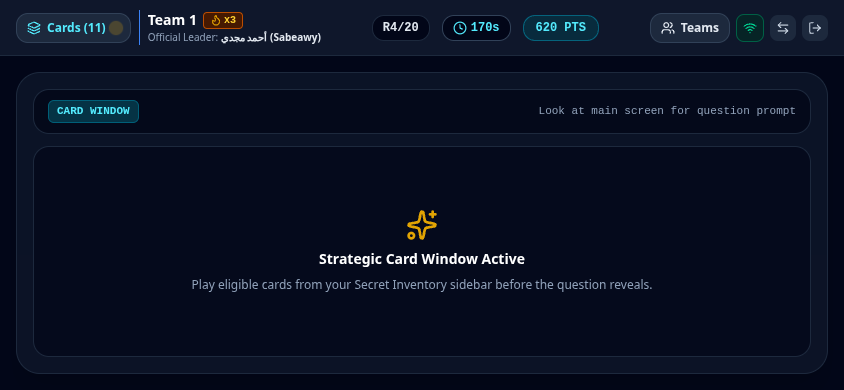 Cards (11)
Team 1
x3
Official Leader: أحمد مجدي (Sabeawy)
R4/20
170s
620 PTS
Teams
CARD WINDOW
Look at main screen for question prompt
Strategic Card Window Active
Play eligible cards from your Secret Inventory sidebar before the question reveals.